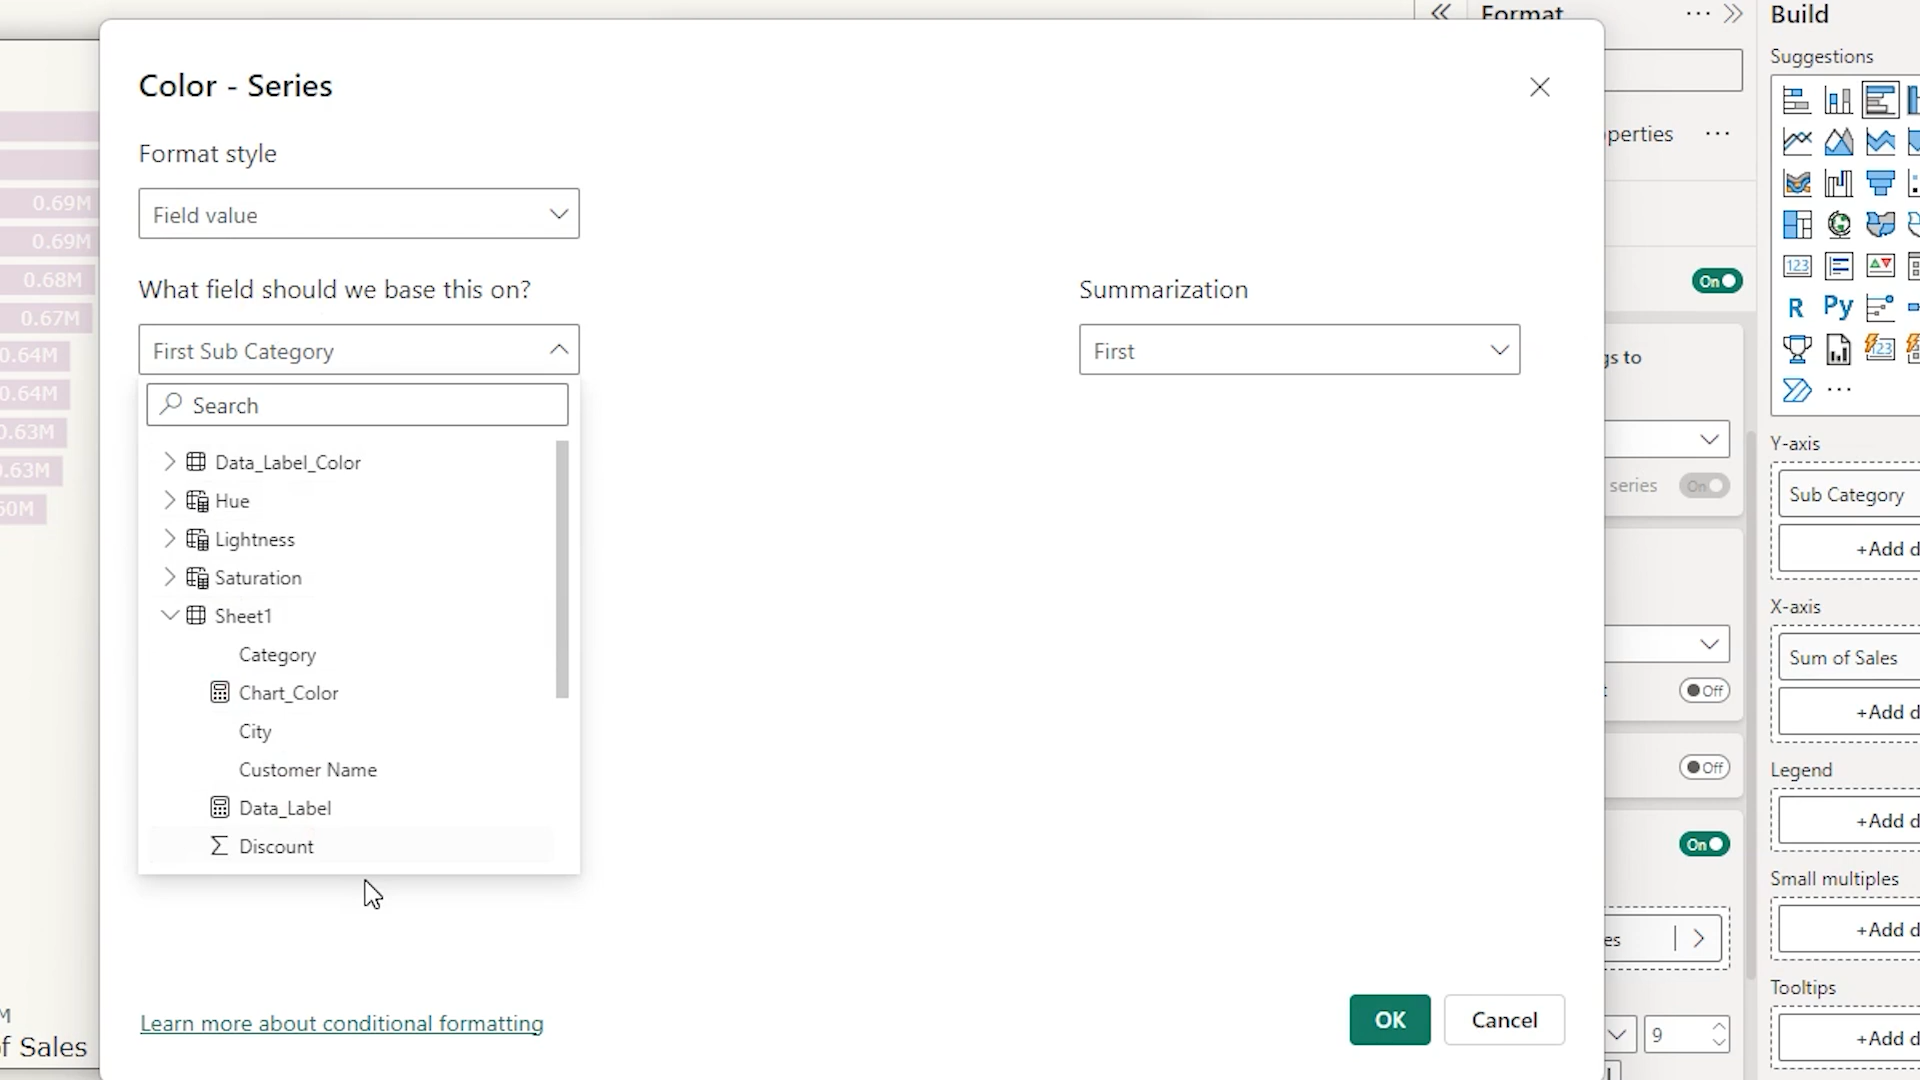 Format
Build
Color - Series
Suggestions
Format style
perties
Field value
0.69M
0.69M
0.68M
0.67M
0.64M
0.64M
0.63M
What field should we base this on?
Summarization
On
123
R
Py
First Sub Category
First
gs to
123
Search
Y-axis
Data_Label_Color
series
On
Sub Category
Hue
Lightness
+Add d
Saturation
X-axis
Sheet1
Category
Sum of Sales
Chart_Color
Off
City
+Add d
Customer Name
Off
Legend
Data_Label
+Add d
Discount
On
Small multiples
es
+Add d
Tooltips
Learn more about conditional formatting
OK
Cancel
9
M
f Sales
+Add d